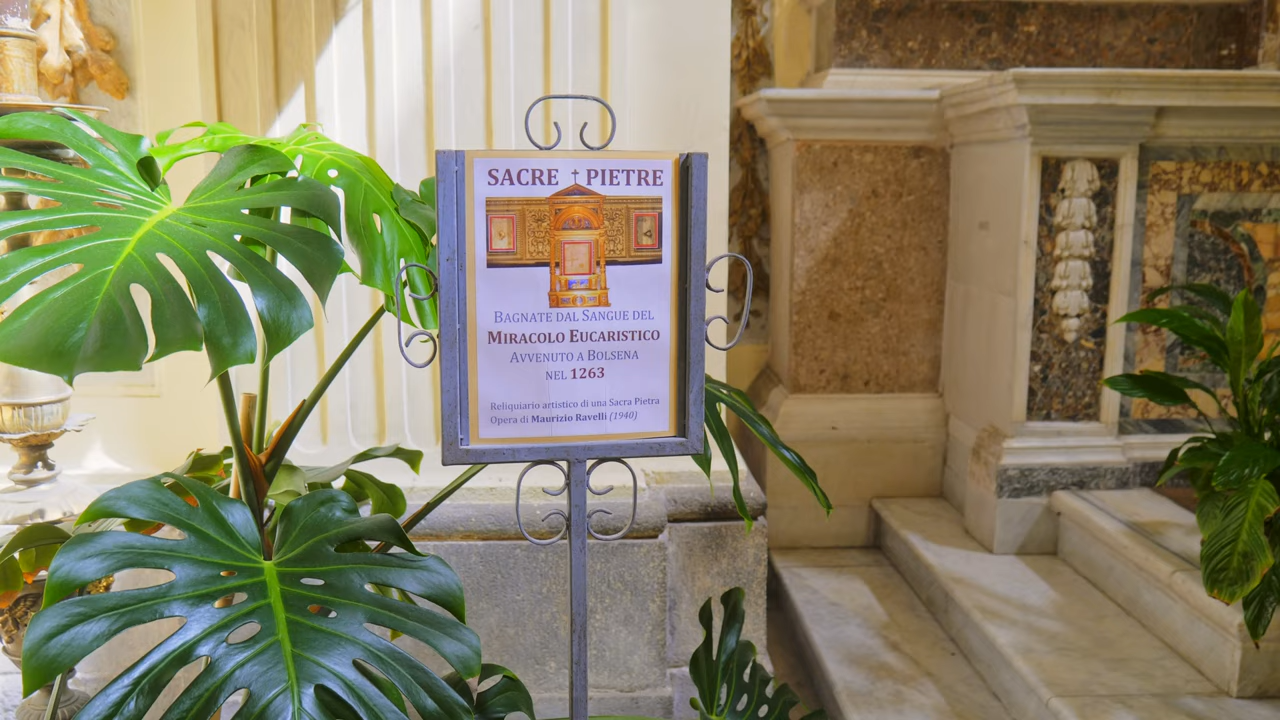 SACRE PIETRE
BAGNATE DAL SANGUE DEL
MIRACOLO EUCARISTICO
AVVENUTO A BOLSENA
NEL 1263
Reliquiario artistico di una Sacra Pietra
Opera di Maurizio Ravelli (1940)